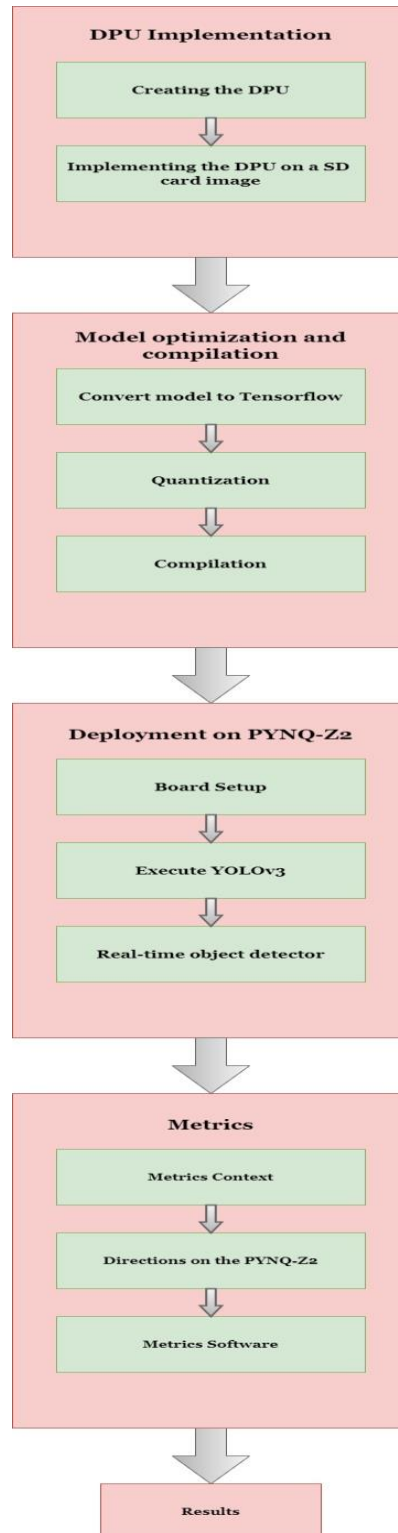 DPU Implementation
Creating the DPU
Implementing the DPU on a SD
card image
Model optimization and
compilation
Convert model to Tensorflow
Quantization
Compilation
Deployment on PYNQ-Z2
Board Setup
Execute YOLOv3
Real-time object detector
Metrics
Metrics Context
Directions on the PYNQ-Z2
Metrics Software
Results